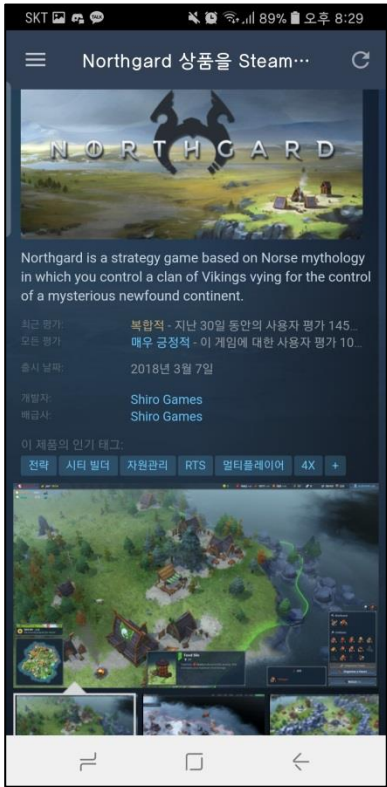 SKT 89% 오후 8:29
Northgard 상품을 Steam…
NORTHGARD
Northgard is a strategy game based on Norse mythology
in which you control a clan of Vikings vying for the control
of a mysterious newfound continent.
최근 평가: 복합적 - 지난 30일 동안의 사용자 평가 145...
모든 평가: 매우 긍정적 - 이 게임에 대한 사용자 평가 10...
출시 날짜: 2018년 3월 7일
개발자: Shiro Games
배급사: Shiro Games
이 제품의 인기 태그:
전략 시티 빌더 자원관리 RTS 멀티플레이어 4X +